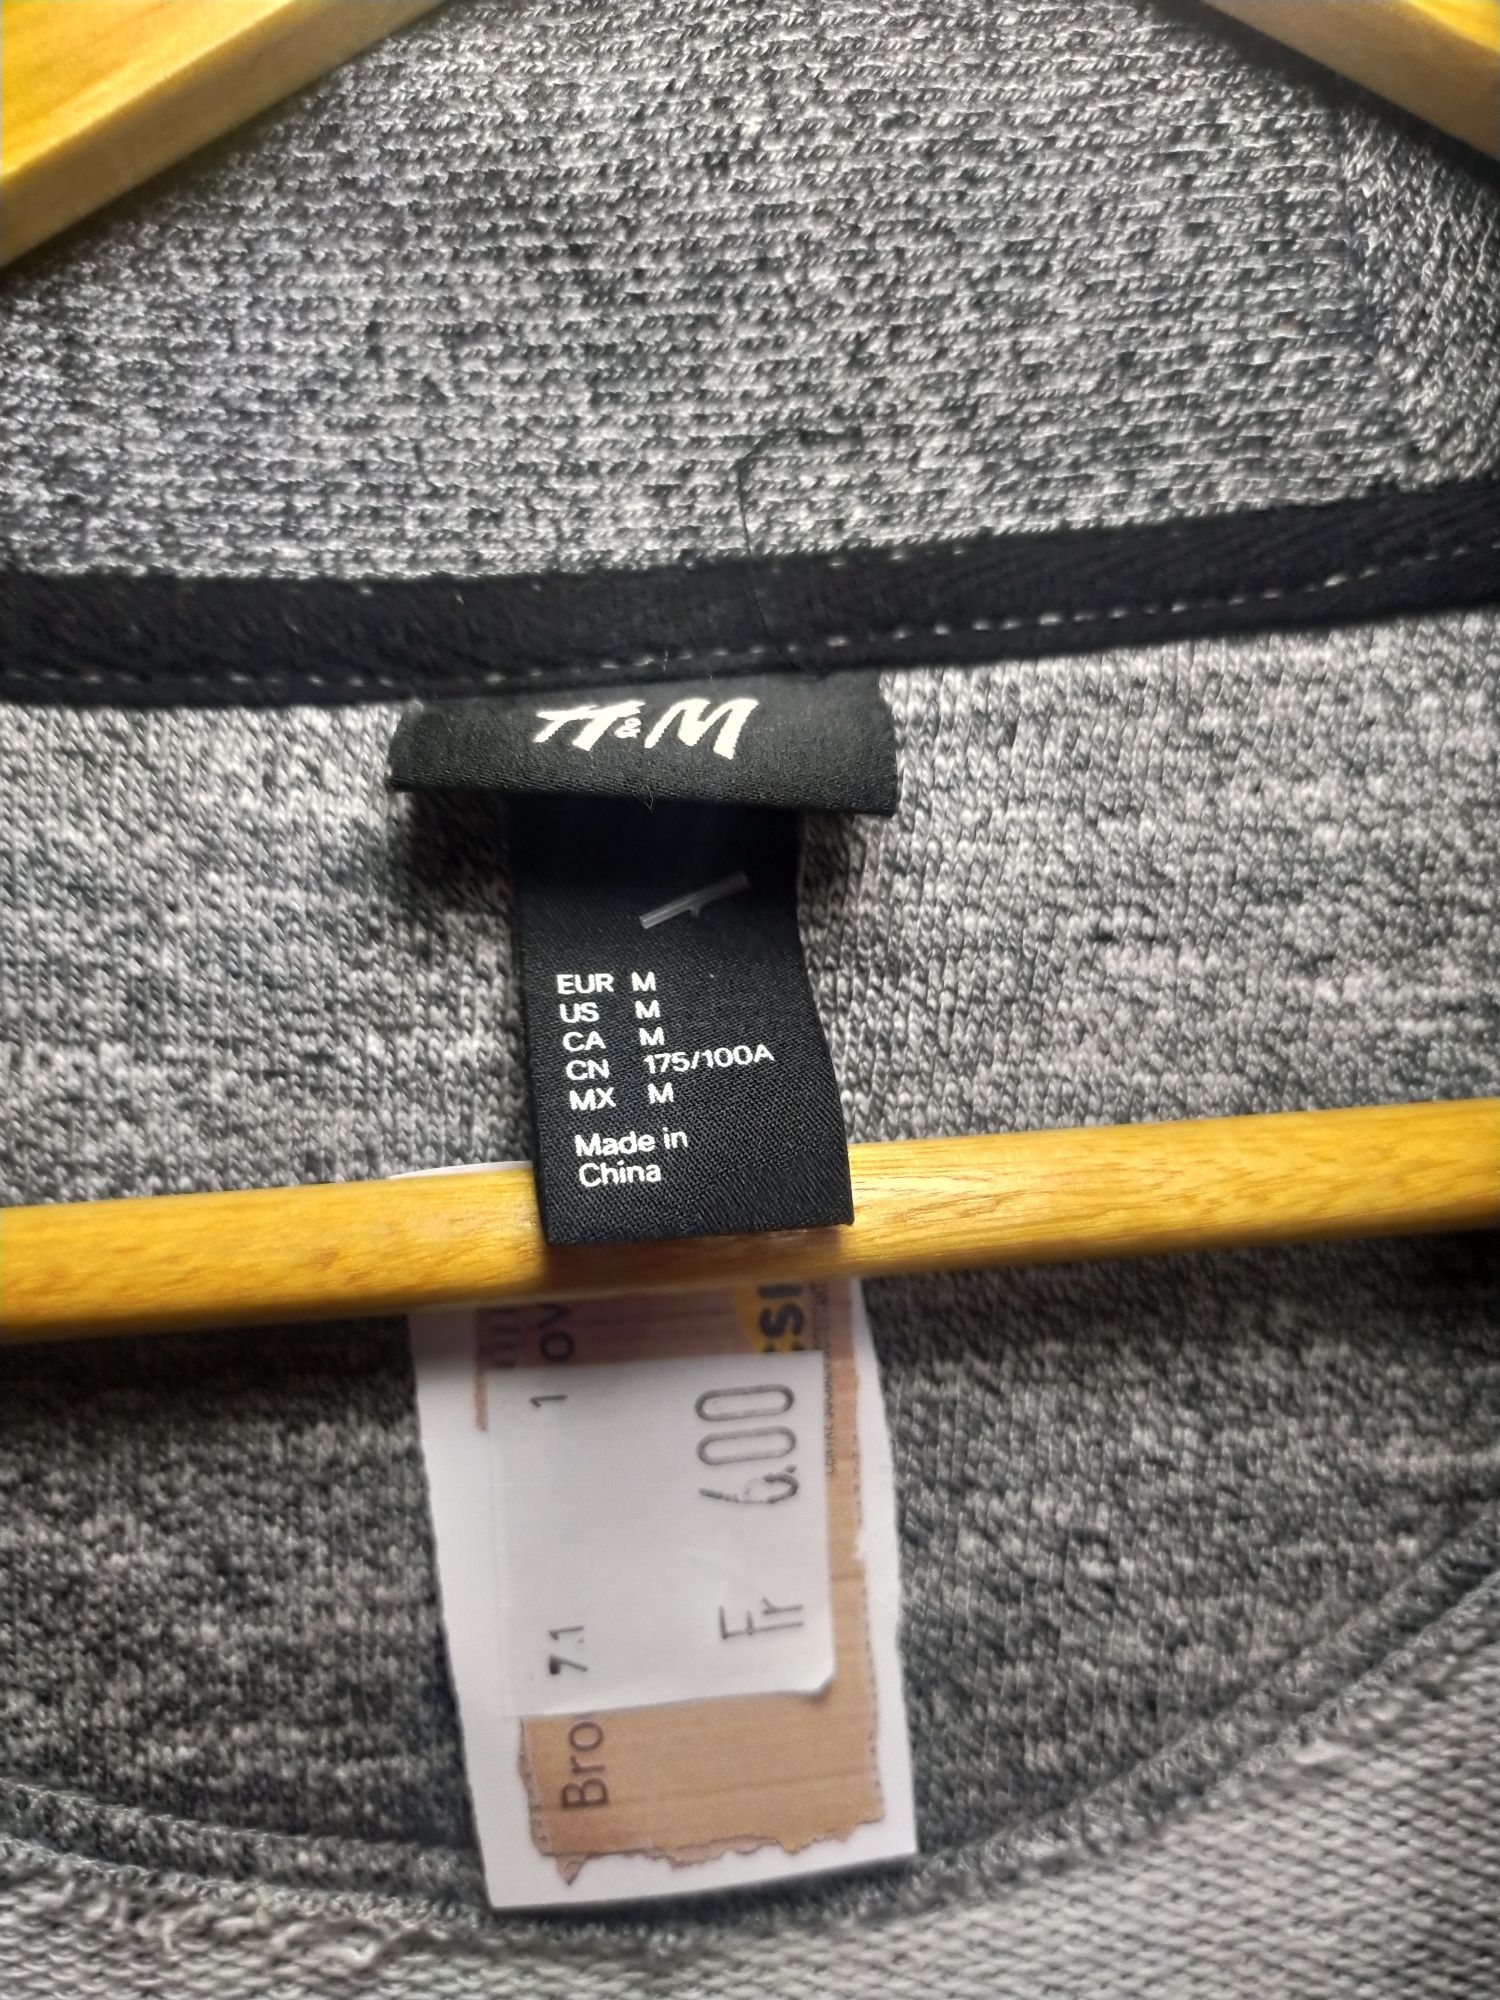 H&M
EUR M
US M
CA M
CN 175/100A
MX M
Made in
China
Fr 6.00
7.1 1
Bro